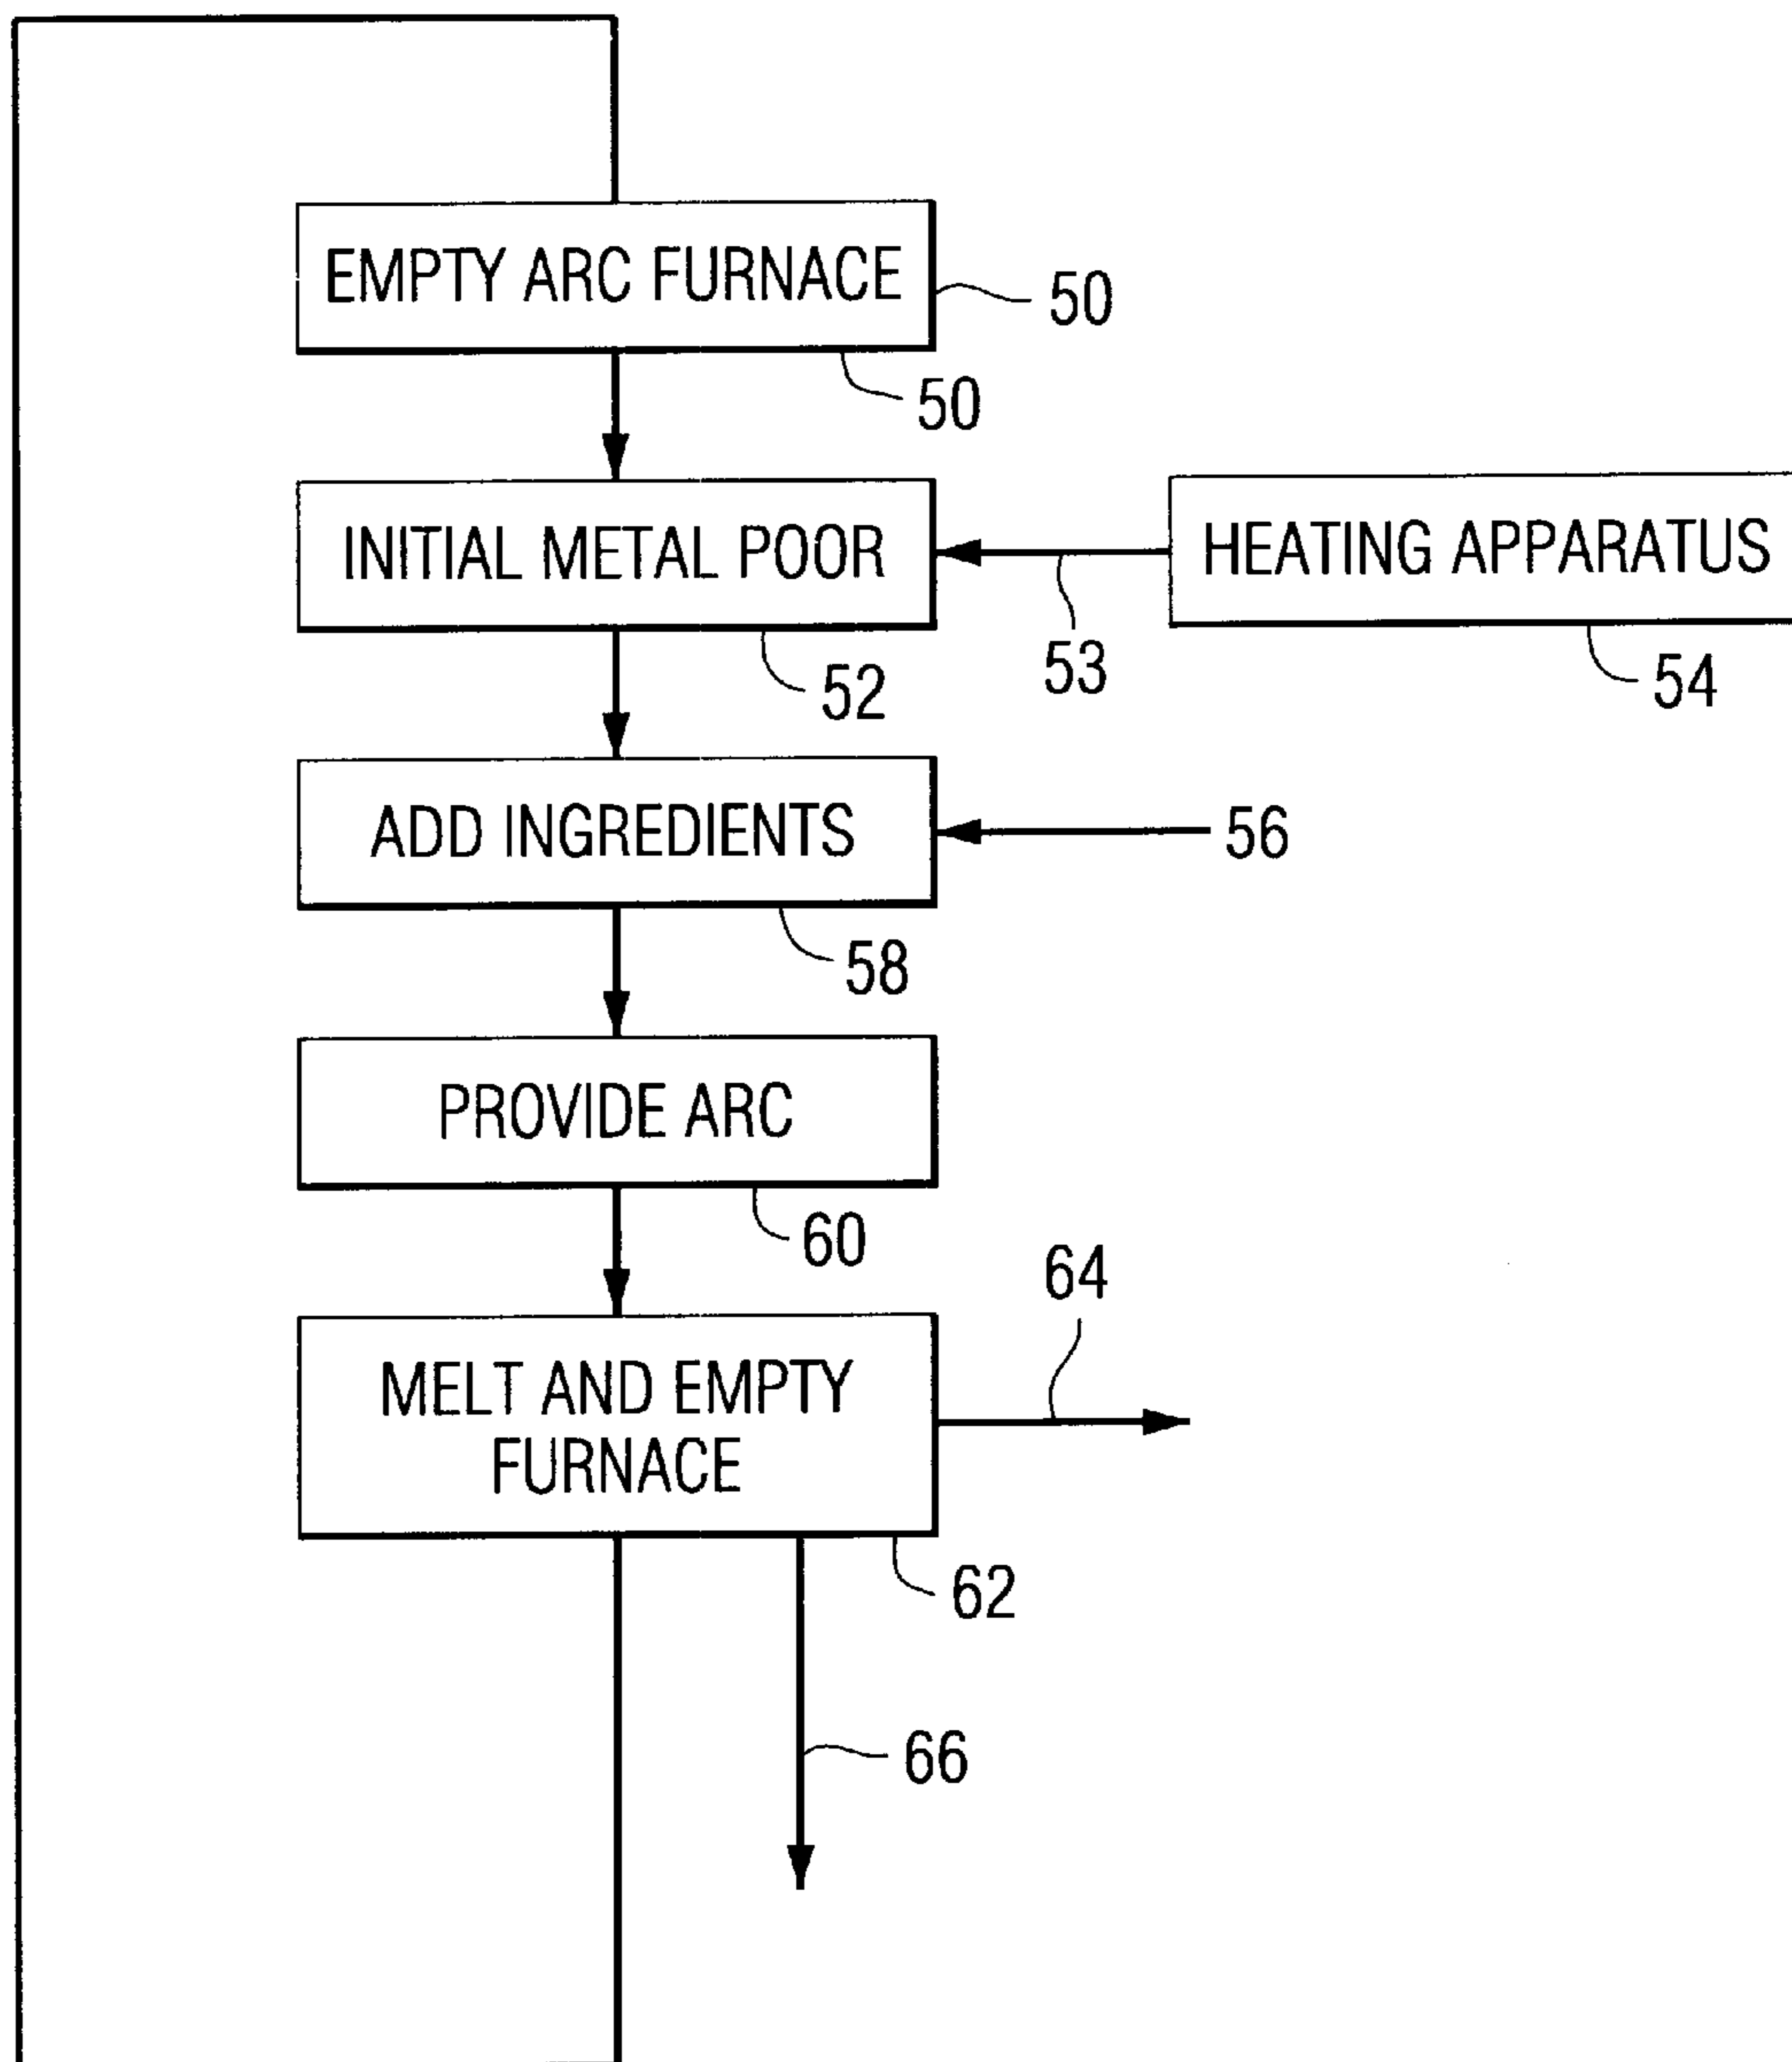 EMPTY ARC FURNACE
50
50
INITIAL METAL POOR
HEATING APPARATUS
53
52
54
ADD INGREDIENTS
56
58
PROVIDE ARC
60
64
MELT AND EMPTY
FURNACE
62
66